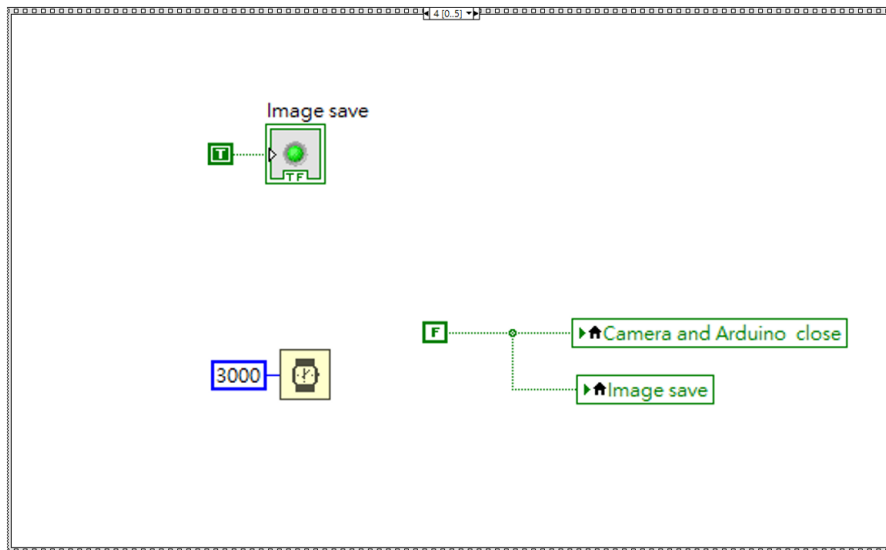 4 [0..5]
Image save
T
TF
F
Camera and Arduino  close
3000
Image save